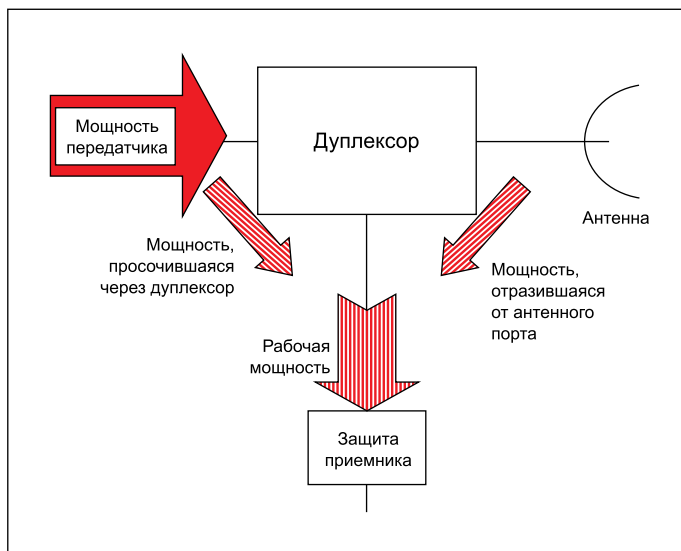 Мощность
передатчика
Дуплексор
Антенна
Мощность,
просочившаяся
через дуплексор
Мощность,
отразившаяся
от антенного
порта
Рабочая
мощность
Защита
приемника